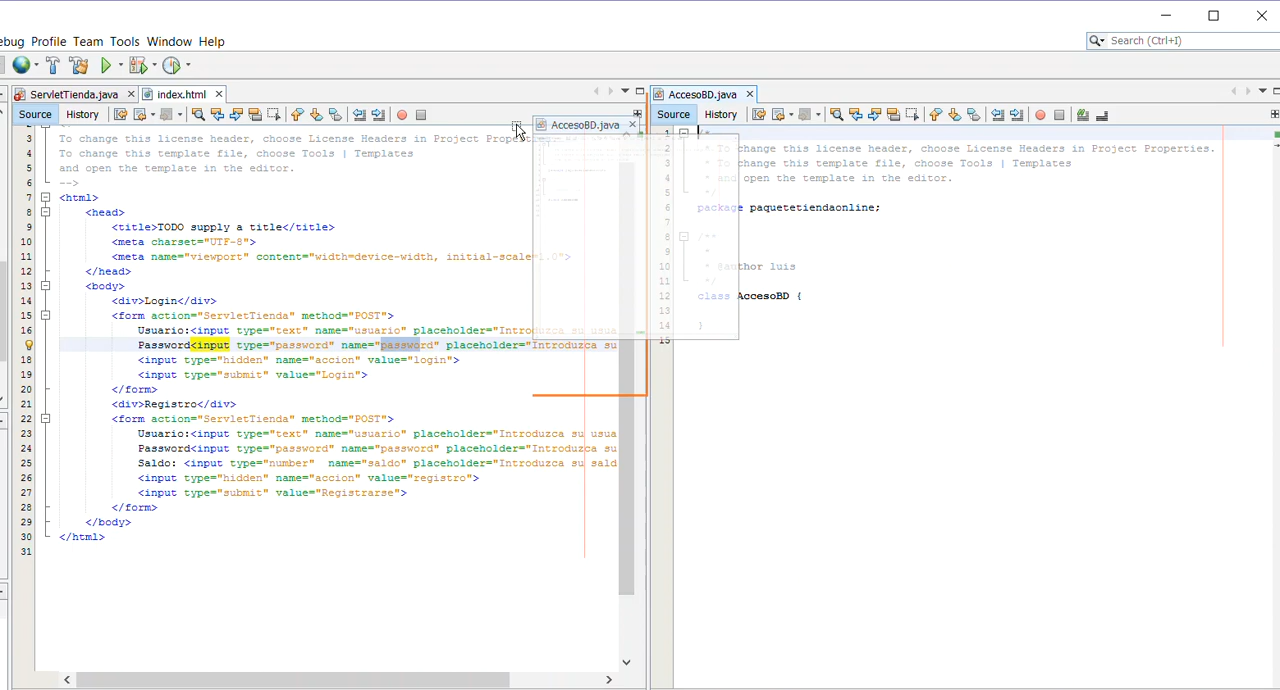 ebug Profile Team Tools Window Help
Search (Ctrl+I)
ServletTienda.java
index.html
Source History
2
3 To change this license header, choose License Headers in Project Properties.
4 To change this template file, choose Tools | Templates
5 and open the template in the editor.
6 -->
7 <html>
8 <head>
9 <title>TODO supply a title</title>
10 <meta charset="UTF-8">
11 <meta name="viewport" content="width=device-width, initial-scale=1.0">
12 </head>
13 <body>
14 <div>Login</div>
15 <form action="ServletTienda" method="POST">
16 Usuario:<input type="text" name="usuario" placeholder="Introduzca su usua
Password<input type="password" name="password" placeholder="Introduzca su
18 <input type="hidden" name="accion" value="login">
19 <input type="submit" value="Login">
20 </form>
21 <div>Registro</div>
22 <form action="ServletTienda" method="POST">
23 Usuario:<input type="text" name="usuario" placeholder="Introduzca su usua
24 Password<input type="password" name="password" placeholder="Introduzca su
25 Saldo: <input type="number" name="saldo" placeholder="Introduzca su sald
26 <input type="hidden" name="accion" value="registro">
27 <input type="submit" value="Registrarse">
28 </form>
29 </body>
30 </html>
31
AccesoBD.java
AccesoBD.java
Source History
1 /*
2 * To change this license header, choose License Headers in Project Properties.
3 * To change this template file, choose Tools | Templates
4 * and open the template in the editor.
5 */
6 package paquetetiendaonline;
7
8 /**
9 *
10 * @author luis
11 */
12 class AccesoBD {
13
14 }
15